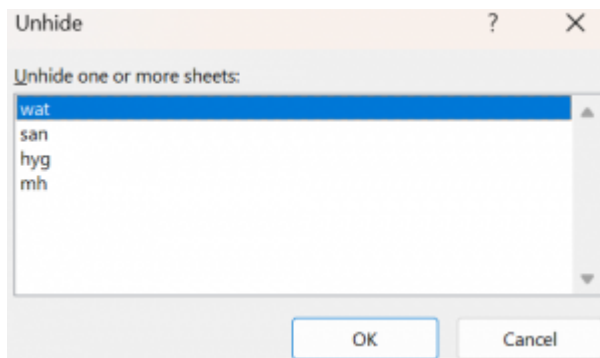 Unhide ? ×
Unhide one or more sheets:
wat
san
hyg
mh
OK Cancel